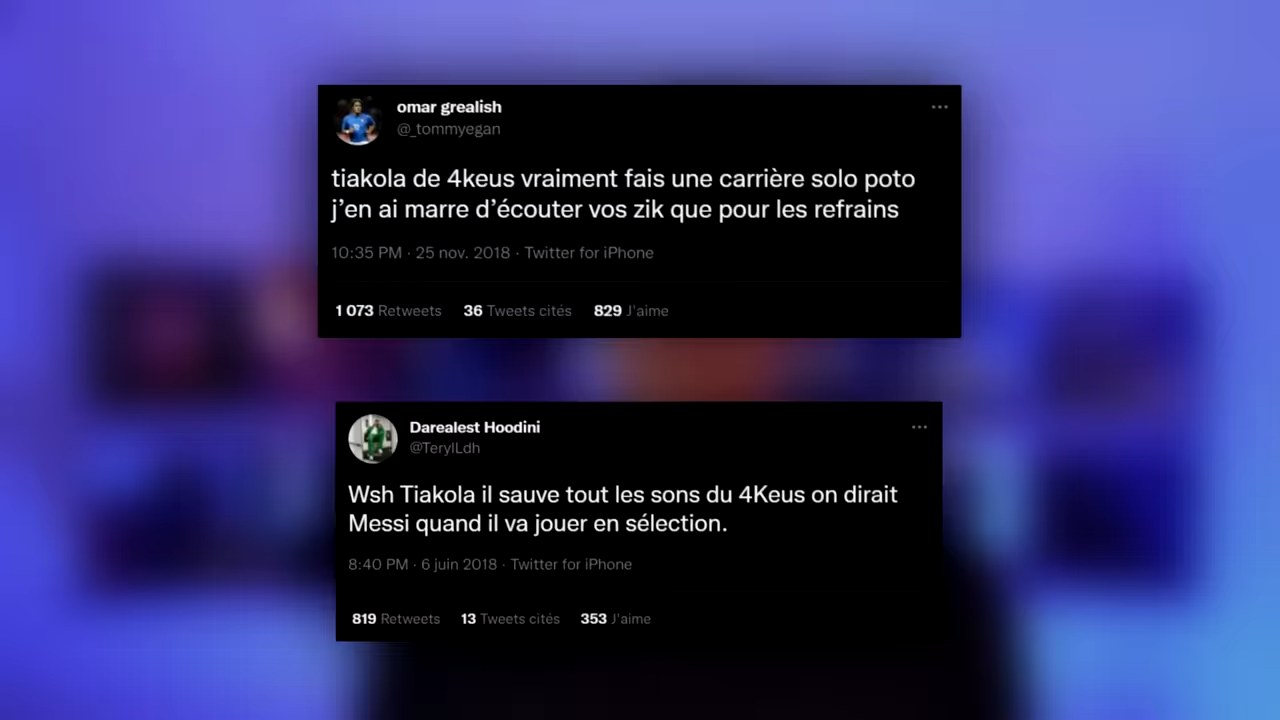 omar grealish
@_tommyegan
tiakola de 4keus vraiment fais une carrière solo poto
j’en ai marre d’écouter vos zik que pour les refrains
10:35 PM · 25 nov. 2018 · Twitter for iPhone
1 073 Retweets 36 Tweets cités 829 J'aime
Darealest Hoodini
@TerylLdh
Wsh Tiakola il sauve tout les sons du 4Keus on dirait
Messi quand il va jouer en sélection.
8:40 PM · 6 juin 2018 · Twitter for iPhone
819 Retweets 13 Tweets cités 353 J'aime